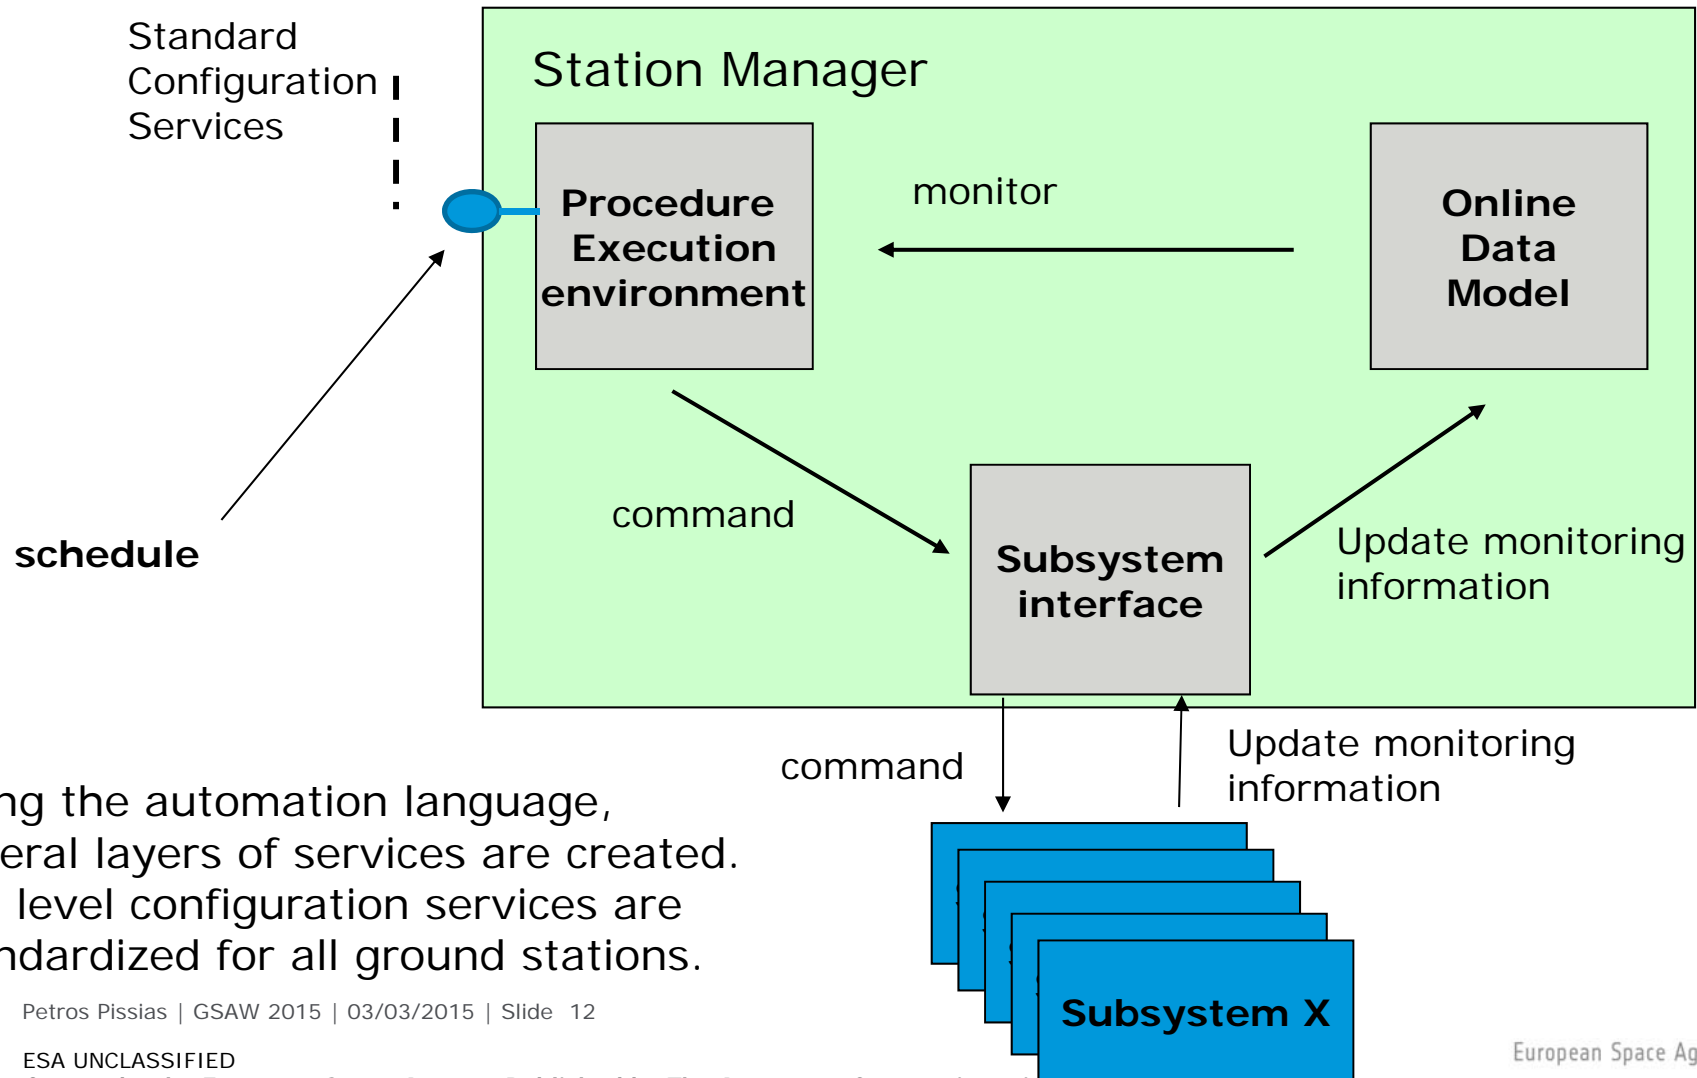 Standard
Configuration
Services
Station Manager
Procedure
Execution
environment
monitor
Online
Data
Model
schedule
command
Subsystem
interface
Update monitoring
information
command
Update monitoring
information
ng the automation language,
eral layers of services are created.
level configuration services are
ndardized for all ground stations.
Subsystem X
Petros Pissias | GSAW 2015 | 03/03/2015 | Slide 12
ESA UNCLASSIFIED
European Space Ag